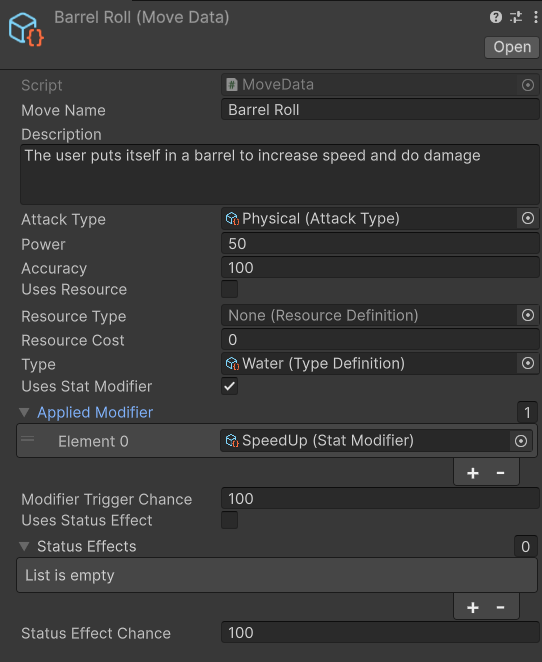 Barrel Roll (Move Data)
Open
Script MoveData
Move Name Barrel Roll
Description
The user puts itself in a barrel to increase speed and do damage
Attack Type Physical (Attack Type)
Power 50
Accuracy 100
Uses Resource
Resource Type None (Resource Definition)
Resource Cost 0
Type Water (Type Definition)
Uses Stat Modifier
Applied Modifier 1
Element 0 SpeedUp (Stat Modifier)
+ -
Modifier Trigger Chance 100
Uses Status Effect
Status Effects 0
List is empty
+ -
Status Effect Chance 100